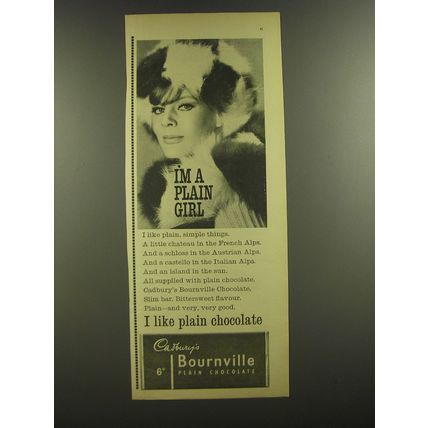 I'M A
PLAIN
GIRL
I like plain, simple things.
A little chateau in the French Alps.
And a schloss in the Austrian Alps.
And a castello in the Italian Alps.
And an island in the sun.
All supplied with plain chocolate.
Cadbury's Bournville Chocolate.
Slim bar. Bittersweet flavour.
Plain—and very, very good.
I like plain chocolate
Cadbury's
6ᴰ Bournville
PLAIN CHOCOLATE